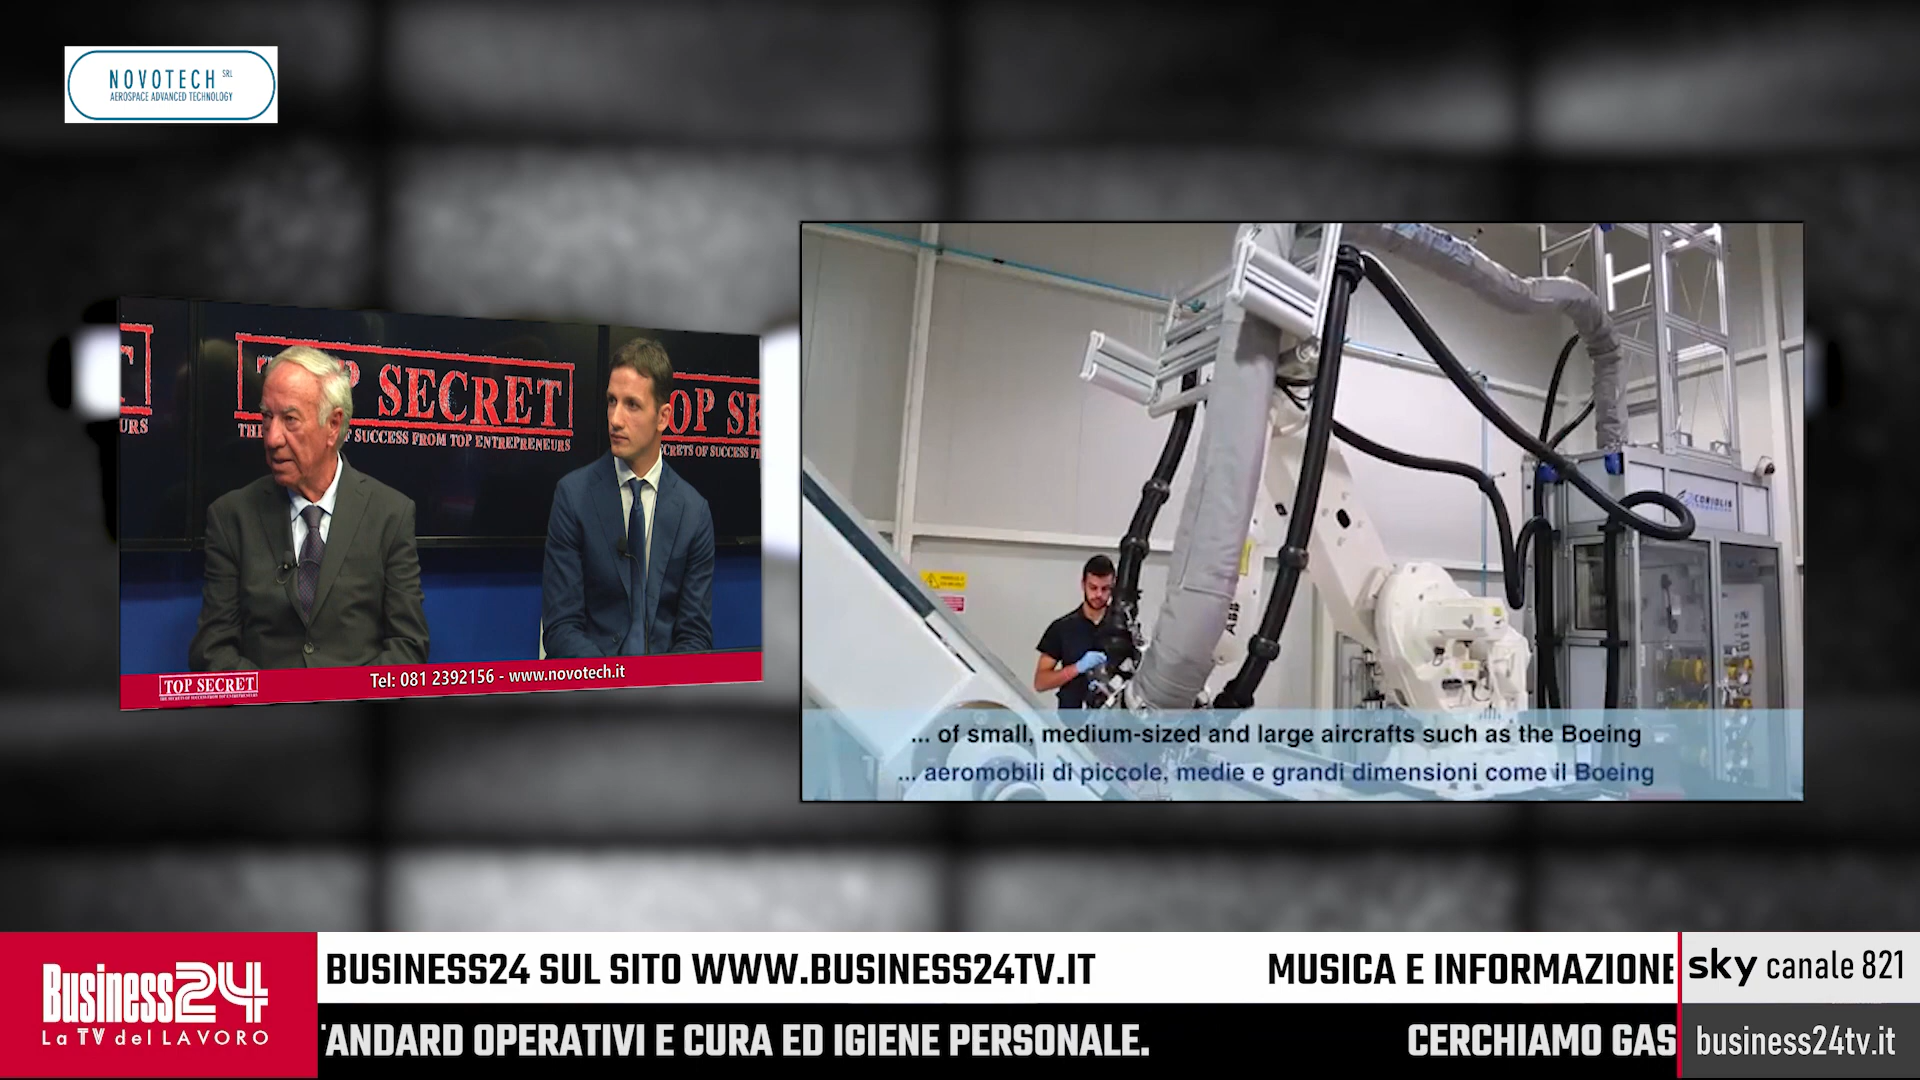 NOVOTECH SRL
AEROSPACE ADVANCED TECHNOLOGY
SECRET
SUCCESS FROM TOP ENTREPRENEURS
URS
TOP SECRET
Tel: 081 2392156 - www.novotech.it
CORIOLIS
ABB
... of small, medium-sized and large aircrafts such as the Boeing
... aeromobili di piccole, medie e grandi dimensioni come il Boeing
Business24
La TV del LAVORO
BUSINESS24 SUL SITO WWW.BUSINESS24TV.IT MUSICA E INFORMAZIONE
TANDARD OPERATIVI E CURA ED IGIENE PERSONALE. CERCHIAMO GAS
sky canale 821
business24tv.it